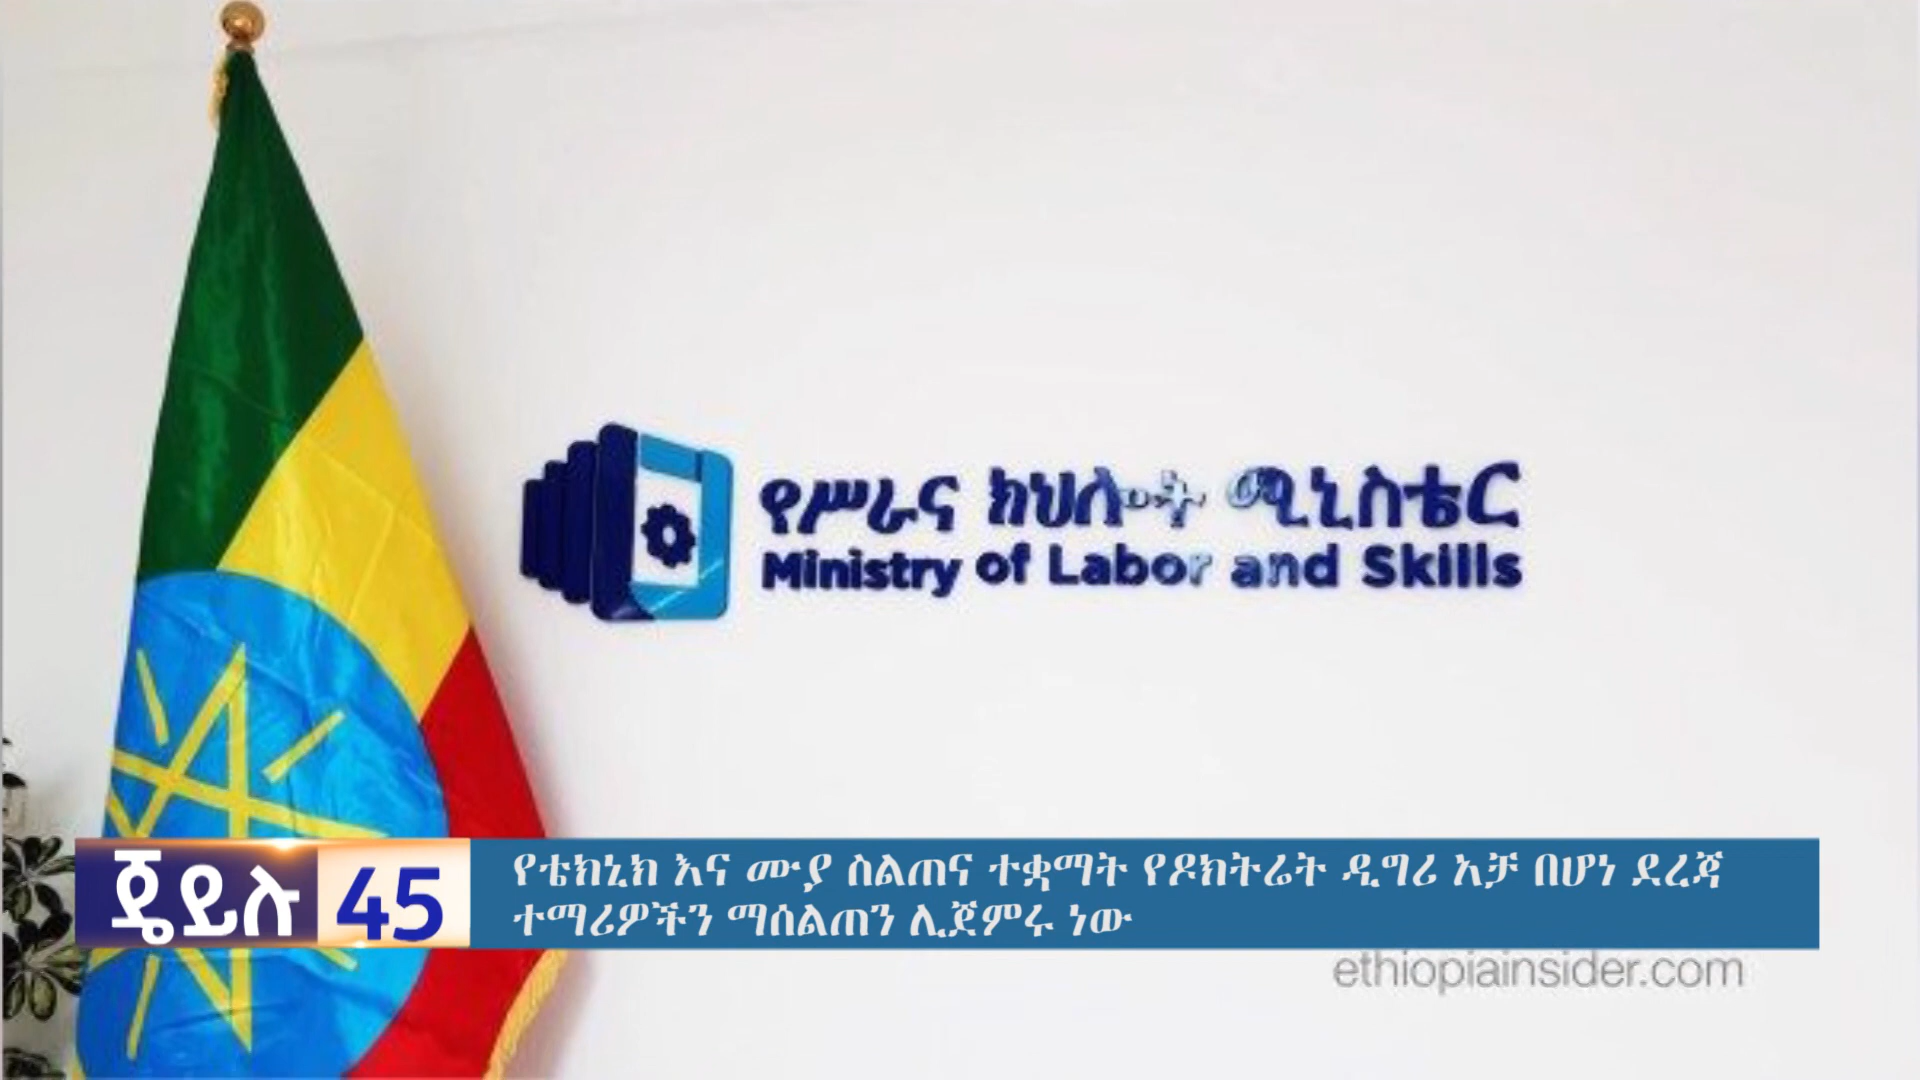 የሥራና ክህሎት ሚኒስቴር
Ministry of Labor and Skills
ጄይሉ 45
የቴክኒክ እና ሙያ ስልጠና ተቋማት የዶክትሬት ዲግሪ አቻ በሆነ ደረጃ
ተማሪዎችን ማሰልጠን ሊጀምሩ ነው
ethiopiainsider.com